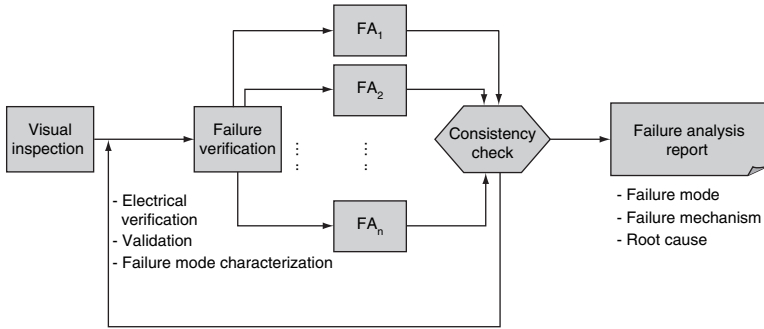 FA1
FA2
Visual
inspection
Failure
verification
Consistency
check
Failure analysis
report
FAn
- Electrical
verification
- Validation
- Failure mode characterization
- Failure mode
- Failure mechanism
- Root cause